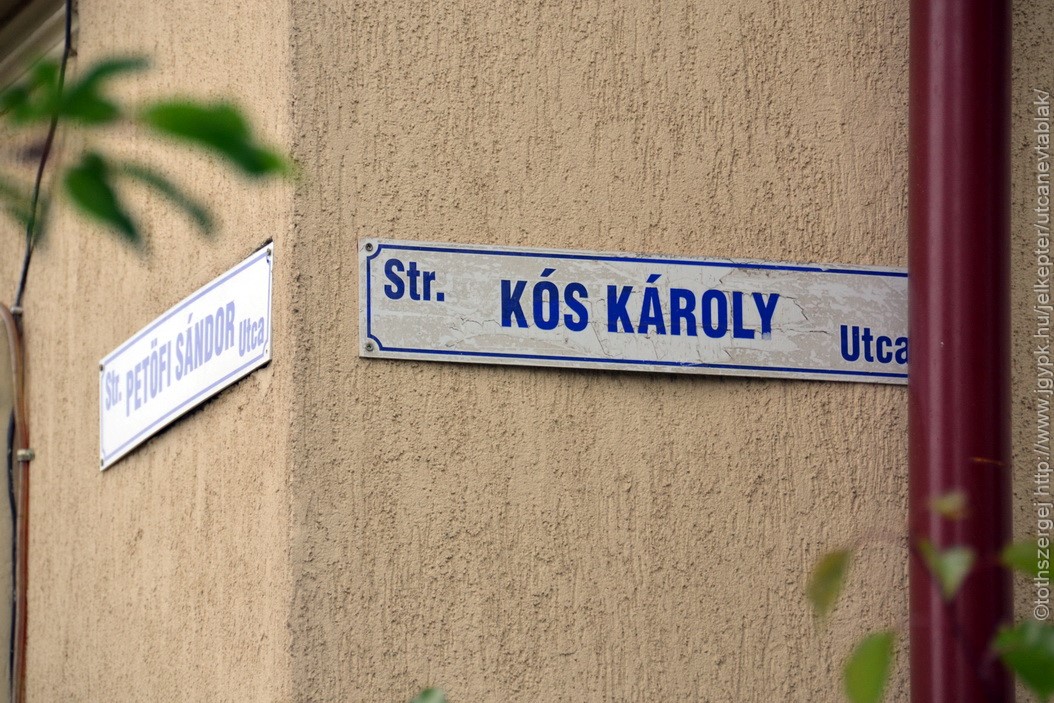 Str. PETŐFI SÁNDOR Utca
Str. KÓS KÁROLY Utca
©tothszergej http://www.jgypk.hu/jelkepter/utcanevtablak/